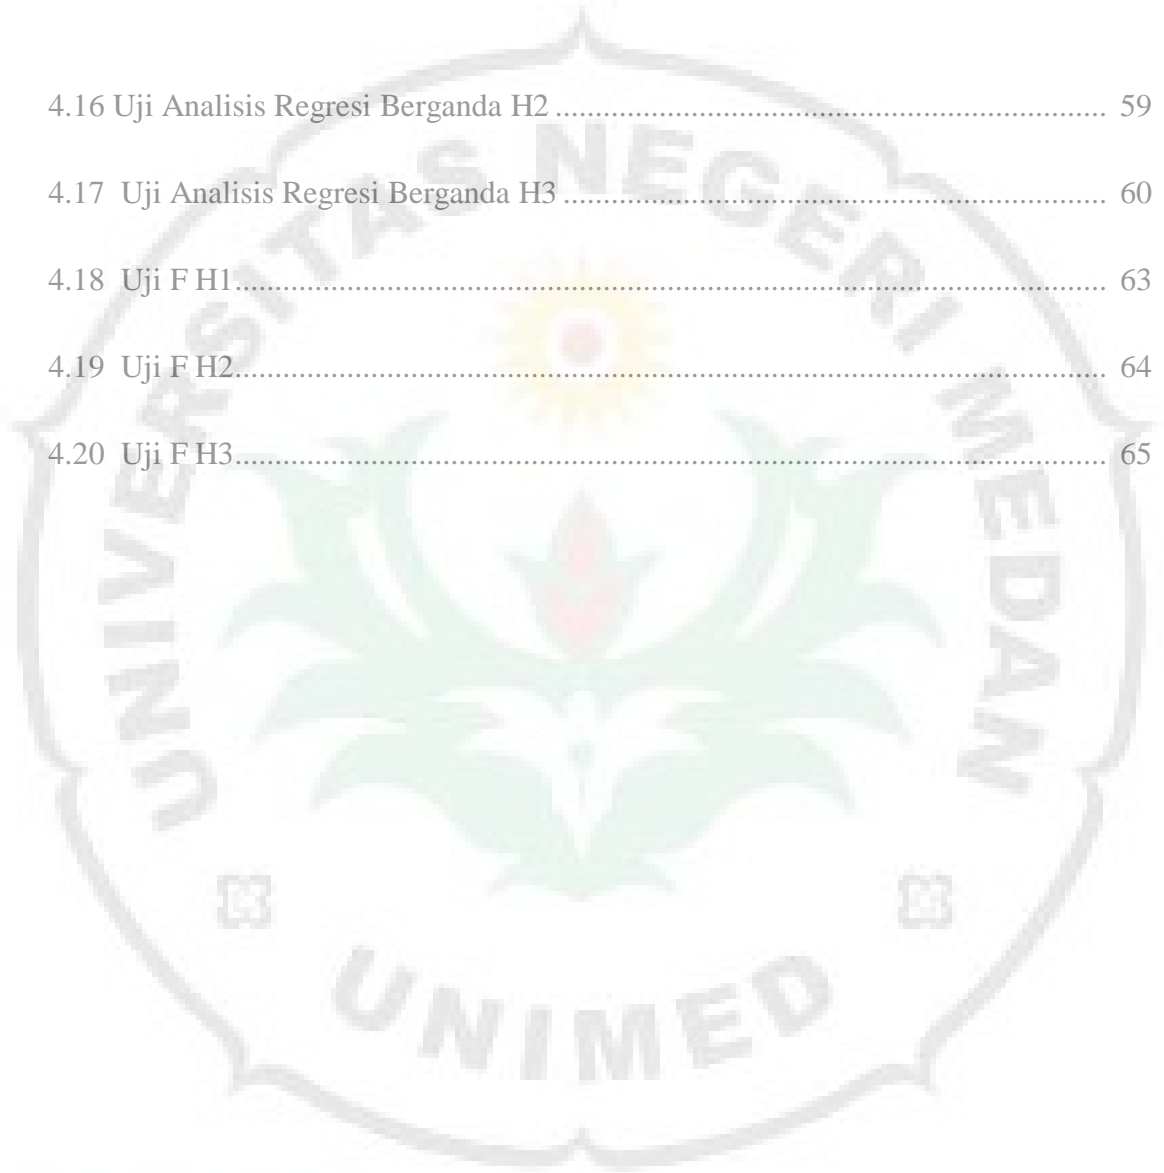 4.16 Uji Analisis Regresi Berganda H2 ........................................................................ 59
4.17 Uji Analisis Regresi Berganda H3 ....................................................................... 60
4.18 Uji F H1................................................................................................................. 63
4.19 Uji F H2................................................................................................................. 64
4.20 Uji F H3................................................................................................................. 65
UNIVERSITAS NEGERI MEDAN
UNIMED